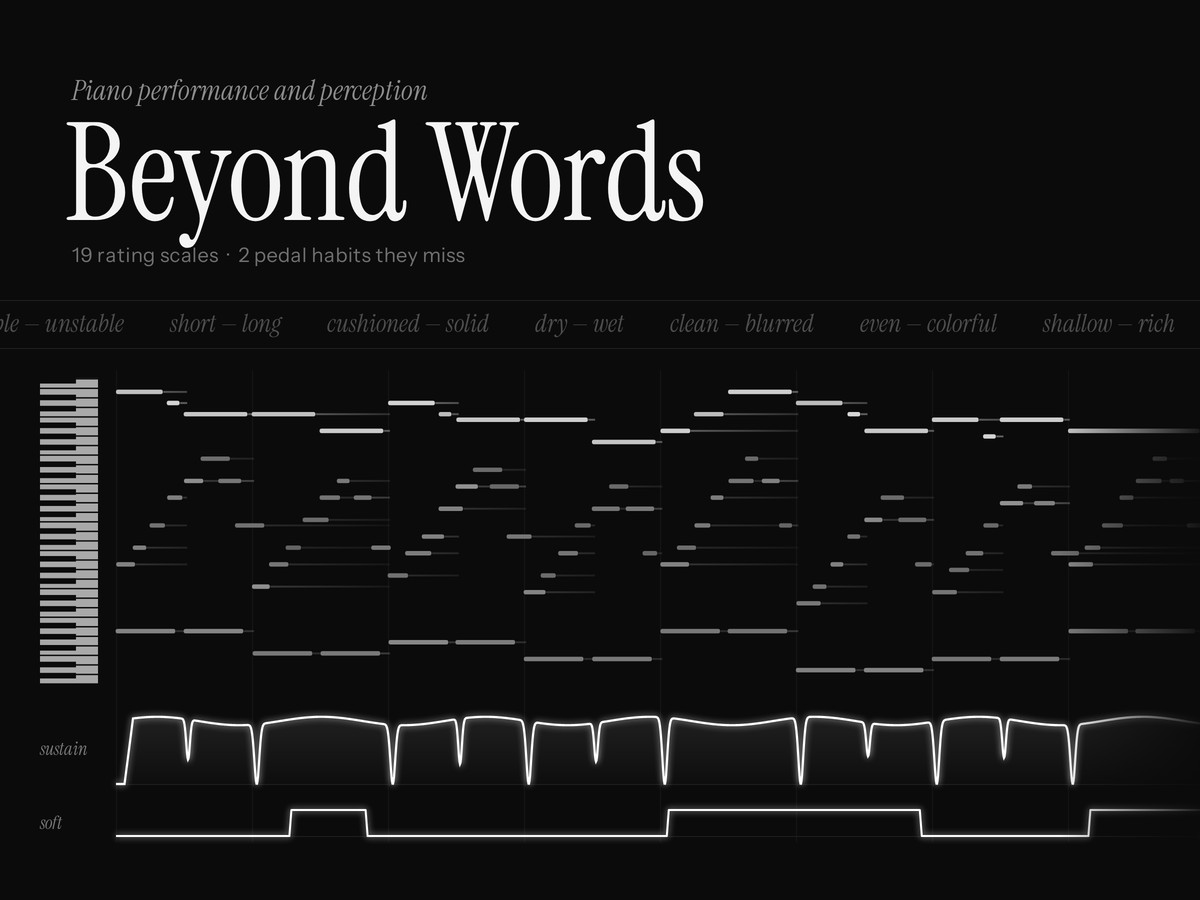 Piano performance and perception
Beyond Words
19 rating scales · 2 pedal habits they miss
unstable short – long cushioned – solid dry – wet clean – blurred even – colorful shallow – rich
sustain
soft